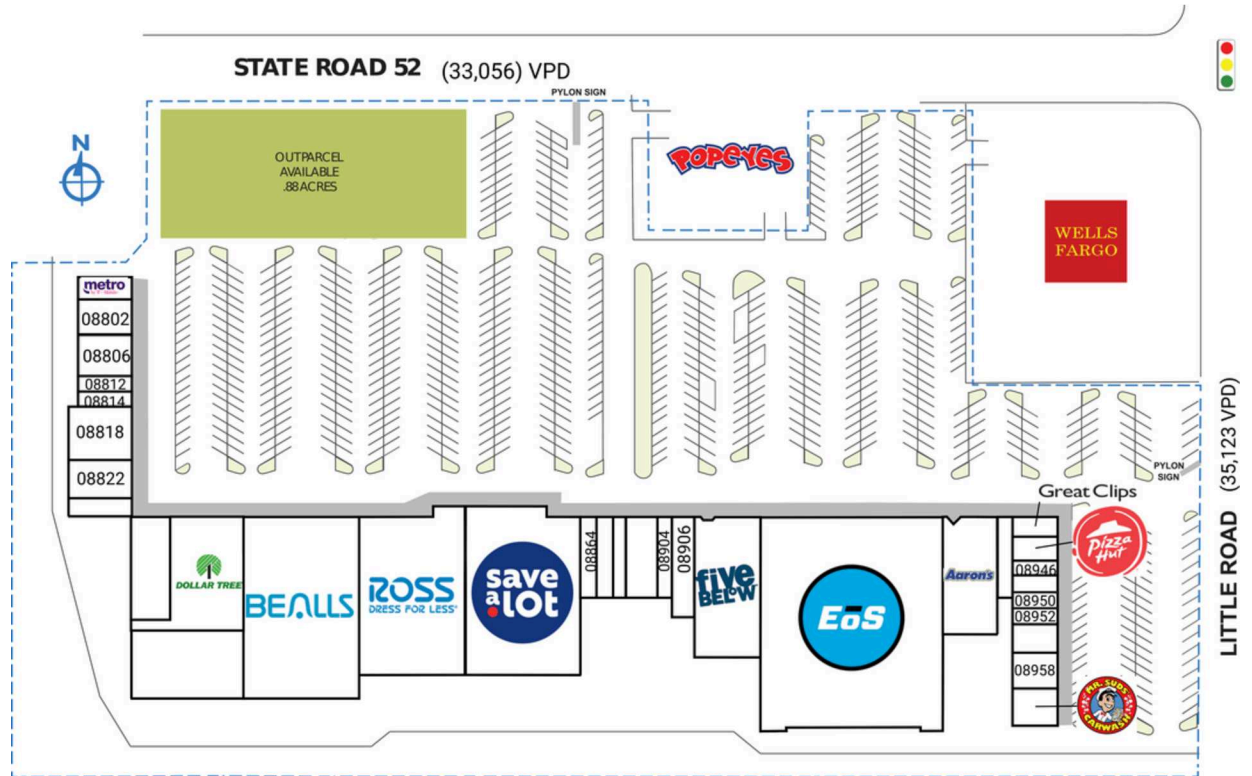 STATE ROAD 52 (33,056) VPD
PYLON SIGN
N
OUTPARCEL
AVAILABLE
.88 ACRES
POPEYES
WELLS
FARGO
metro
08802
08806
08812
08814
08818
08822
LITTLE ROAD (35,123 VPD)
PYLON
SIGN
Great Clips
Pizza
Hut
DOLLAR TREE
BEALLS
ROSS
DRESS FOR LESS
save
a
lot
08864
08904
08906
five
BELOW
EōS
Aaron's
08946
08950
08952
08958
MR. SUDS
CARWASH